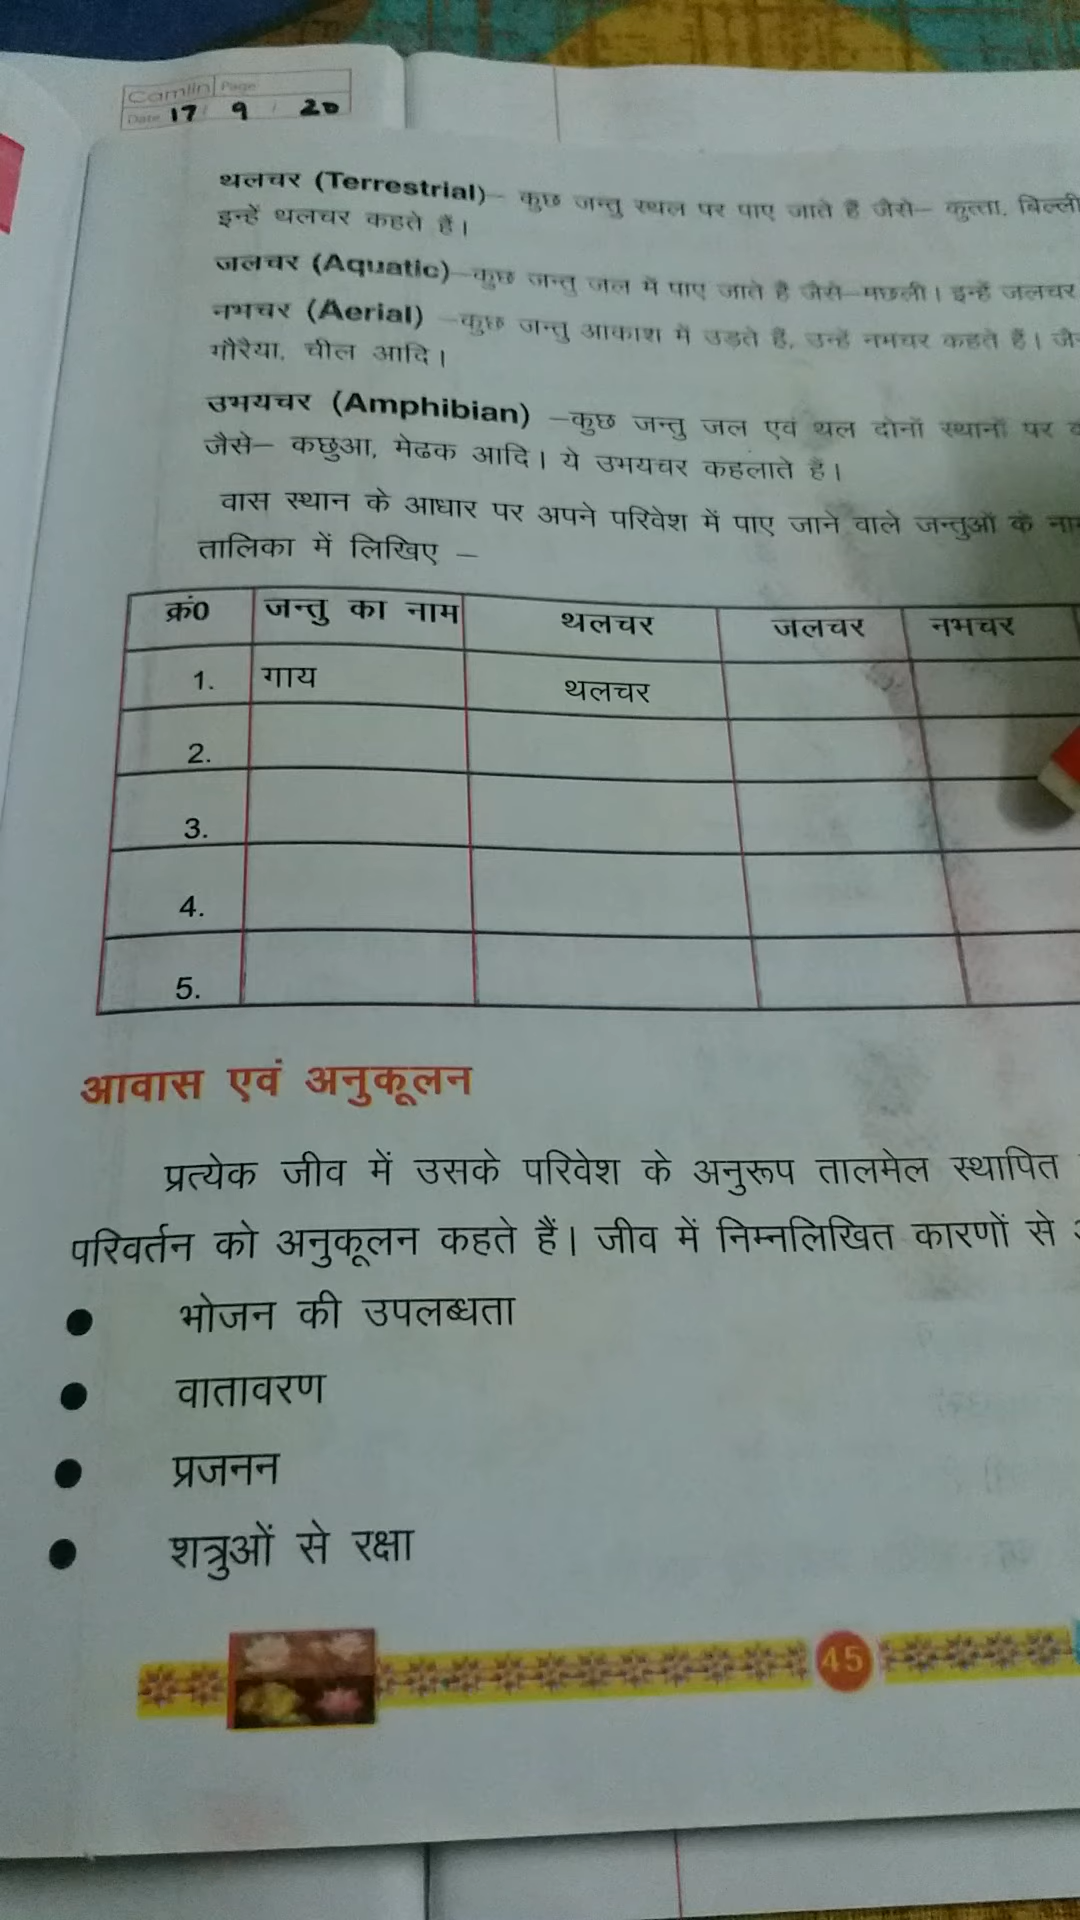 Camlin Page
Date 17 9 20
थलचर (Terrestrial)– कुछ जन्तु स्थल पर पाए जाते हैं जैसे– कुत्ता, बिल्ली
इन्हें थलचर कहते हैं।
जलचर (Aquatic)–कुछ जन्तु जल में पाए जाते हैं जैसे–मछली। इन्हें जलचर
नभचर (Aerial) –कुछ जन्तु आकाश में उड़ते हैं, उन्हें नभचर कहते हैं।
गौरैया, चील आदि।
उभयचर (Amphibian) –कुछ जन्तु जल एवं थल दोनों स्थानों पर
जैसे– कछुआ, मेढक आदि। ये उभयचर कहलाते हैं।
वास स्थान के आधार पर अपने परिवेश में पाए जाने वाले जन्तुओं के
तालिका में लिखिए –
क्रं0 जन्तु का नाम थलचर जलचर नभचर
1. गाय थलचर
2.
3.
4.
5.
आवास एवं अनुकूलन
प्रत्येक जीव में उसके परिवेश के अनुरूप तालमेल स्थापित
परिवर्तन को अनुकूलन कहते हैं। जीव में निम्नलिखित कारणों से
● भोजन की उपलब्धता
● वातावरण
● प्रजनन
● शत्रुओं से रक्षा
45